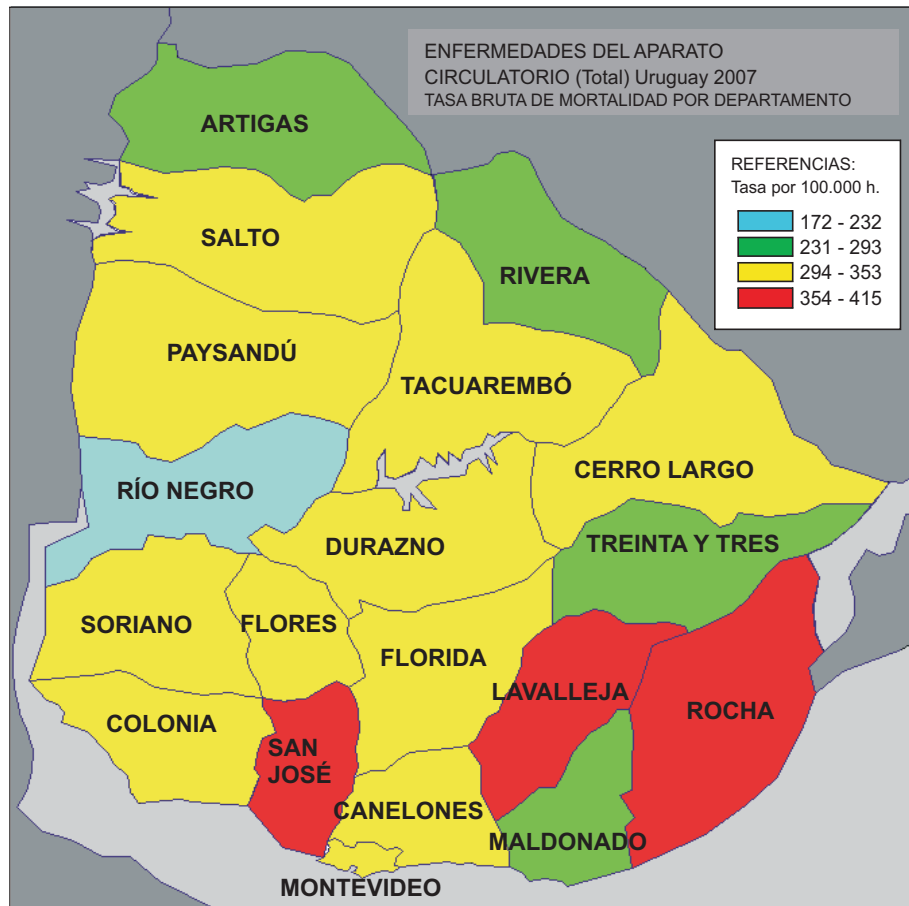 ENFERMEDADES DEL APARATO
CIRCULATORIO (Total) Uruguay 2007
TASA BRUTA DE MORTALIDAD POR DEPARTAMENTO
REFERENCIAS:
Tasa por 100.000 h.
172 - 232
231 - 293
294 - 353
354 - 415
ARTIGAS
SALTO
RIVERA
PAYSANDÚ
TACUAREMBÓ
CERRO LARGO
RÍO NEGRO
DURAZNO
TREINTA Y TRES
SORIANO
FLORES
FLORIDA
LAVALLEJA
ROCHA
COLONIA
SAN
JOSÉ
CANELONES
MALDONADO
MONTEVIDEO